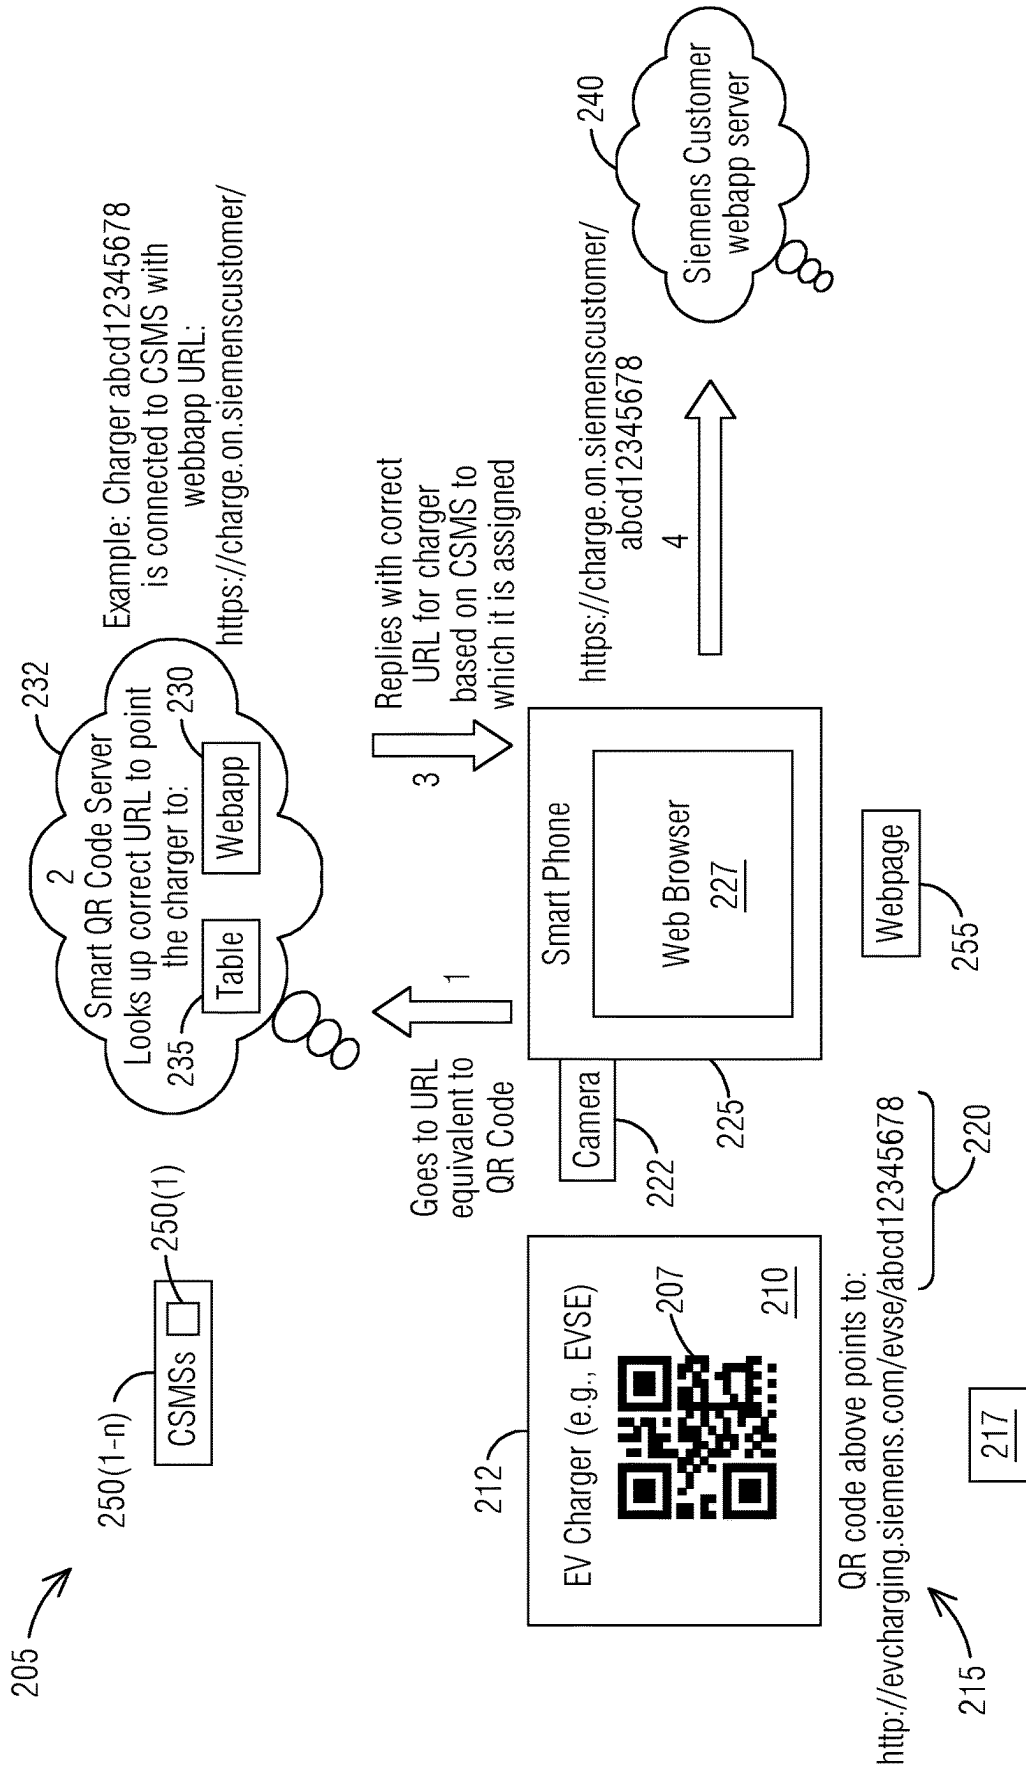 205
250(1-n)
CSMSs
250(1)
232
2
Smart QR Code Server
Looks up correct URL to point
the charger to:
235
Table
230
Webapp
Example: Charger abcd12345678
is connected to CSMS with
webbapp URL:
https://charge.on.siemenscustomer/
Goes to URL
equivalent to
QR Code
1
3
Replies with correct
URL for charger
based on CSMS to
which it is assigned
212
EV Charger (e.g., EVSE)
207
210
QR code above points to:
http://evcharging.siemens.com/evse/abcd12345678
215
220
217
Camera
222
225
Smart Phone
Web Browser
227
Webpage
255
https://charge.on.siemenscustomer/
abcd12345678
4
240
Siemens Customer
webapp server